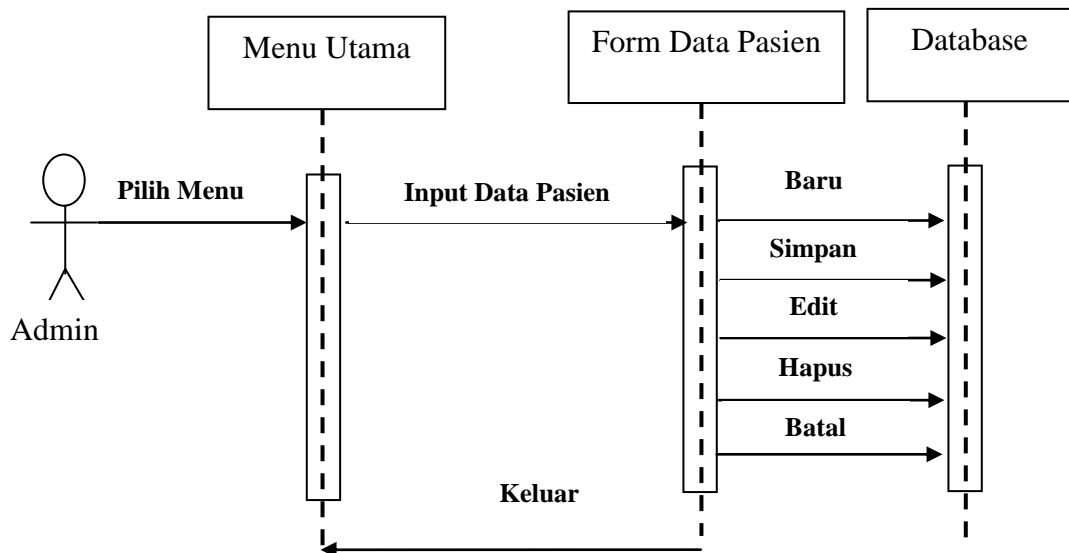 Menu Utama
Form Data Pasien
Database
Pilih Menu
Input Data Pasien
Baru
Simpan
Edit
Hapus
Batal
Admin
Keluar